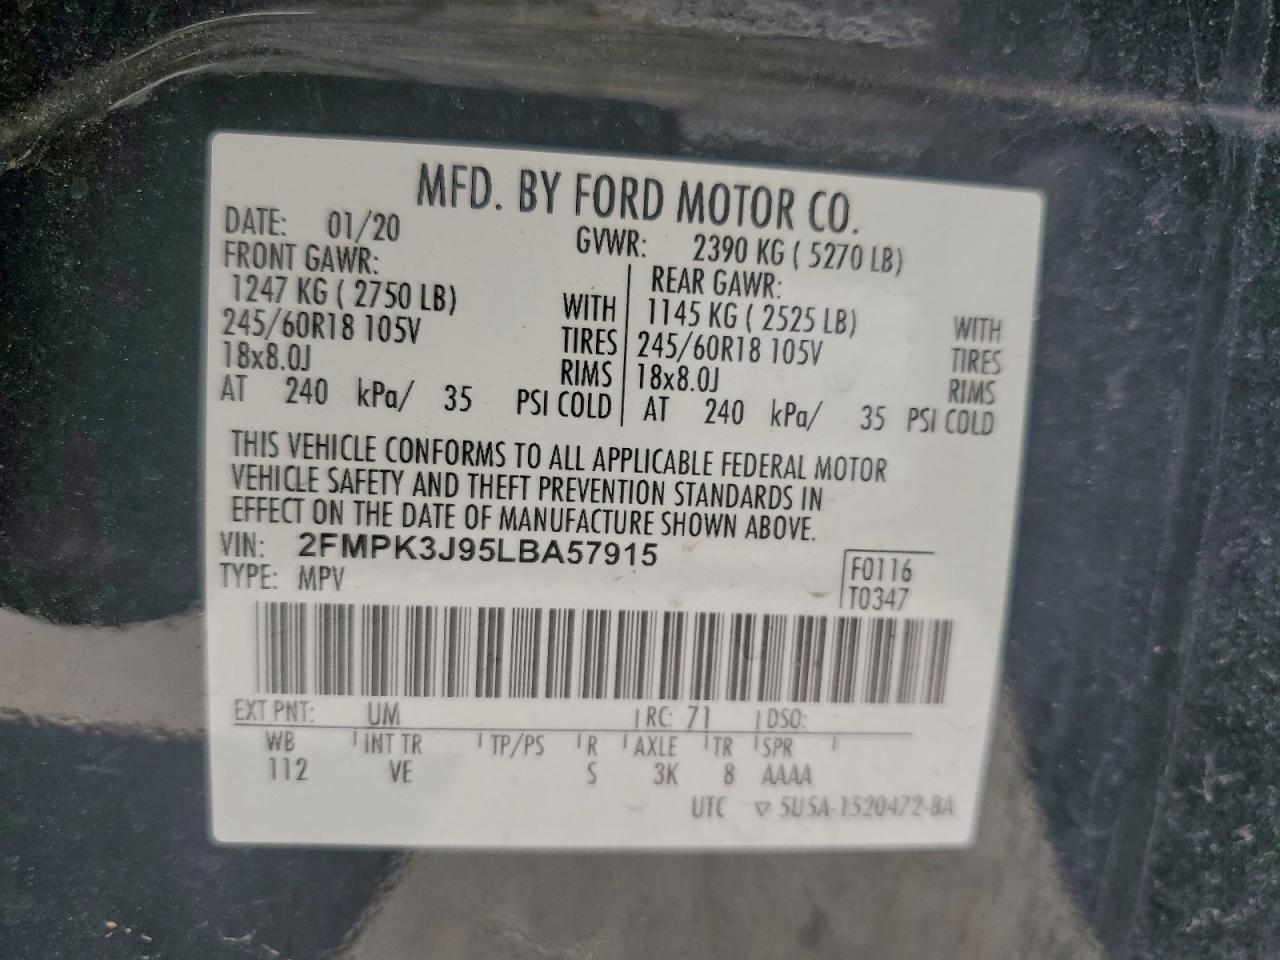 MFD. BY FORD MOTOR CO.
DATE: 01/20 GVWR: 2390 KG ( 5270 LB)
FRONT GAWR: REAR GAWR:
1247 KG ( 2750 LB) WITH 1145 KG ( 2525 LB) WITH
245/60R18 105V TIRES 245/60R18 105V TIRES
18x8.0J RIMS 18x8.0J RIMS
AT 240 kPa/ 35 PSI COLD AT 240 kPa/ 35 PSI COLD
THIS VEHICLE CONFORMS TO ALL APPLICABLE FEDERAL MOTOR
VEHICLE SAFETY AND THEFT PREVENTION STANDARDS IN
EFFECT ON THE DATE OF MANUFACTURE SHOWN ABOVE.
VIN: 2FMPK3J95LBA57915
TYPE: MPV
F0116
T0347
EXT PNT: UM RC: 71 DSO:
WB INT TR TP/PS R AXLE TR SPR
112 VE S 3K 8 AAAA
UTC ▽ 5U5A-1520472-BA